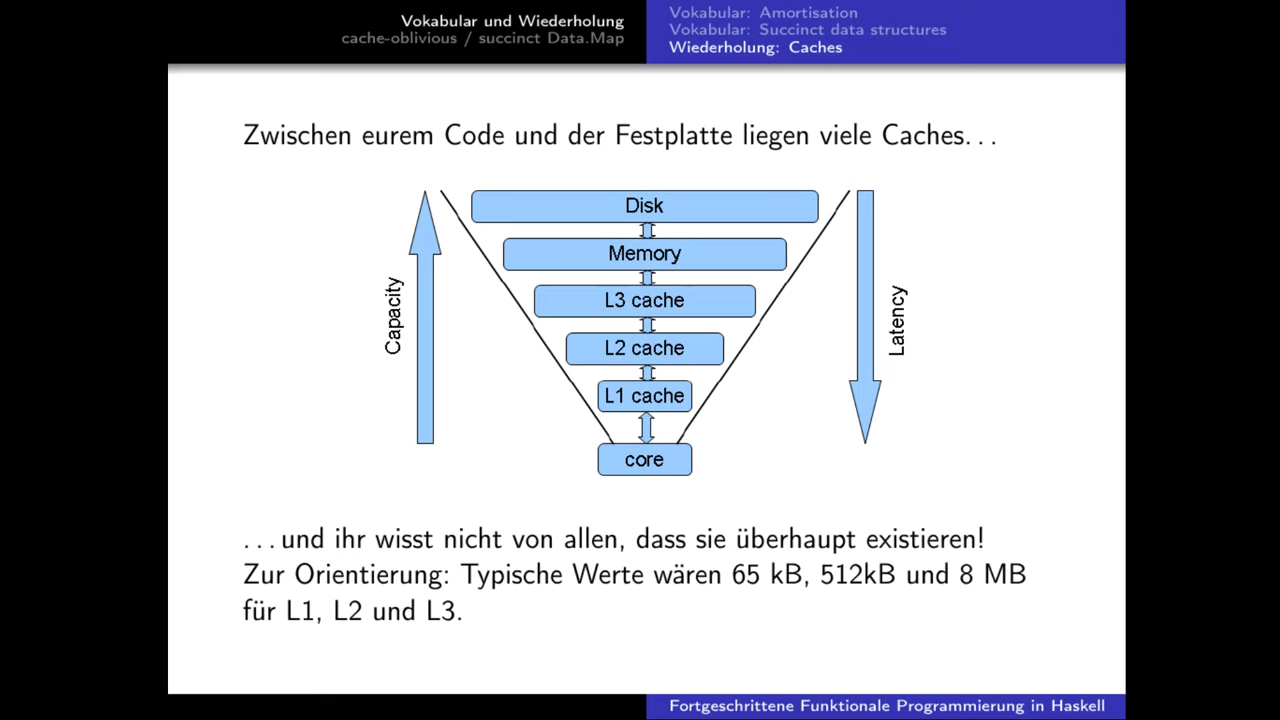 Vokabular und Wiederholung
cache-oblivious / succinct Data.Map
Vokabular: Amortisation
Vokabular: Succinct data structures
Wiederholung: Caches
Zwischen eurem Code und der Festplatte liegen viele Caches...
Capacity
Disk
Memory
L3 cache
L2 cache
L1 cache
core
Latency
...und ihr wisst nicht von allen, dass sie überhaupt existieren!
Zur Orientierung: Typische Werte wären 65 kB, 512kB und 8 MB
für L1, L2 und L3.
Fortgeschrittene Funktionale Programmierung in Haskell